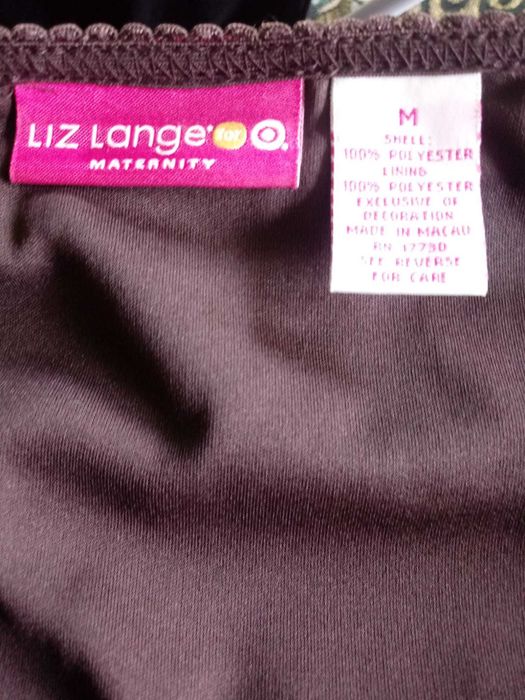 LIZ Lange® for
MATERNITY
M
SHELL:
100% POLYESTER
LINING
100% POLYESTER
EXCLUSIVE OF
DECORATION
MADE IN MACAU
RN 17730
SEE REVERSE
FOR CARE